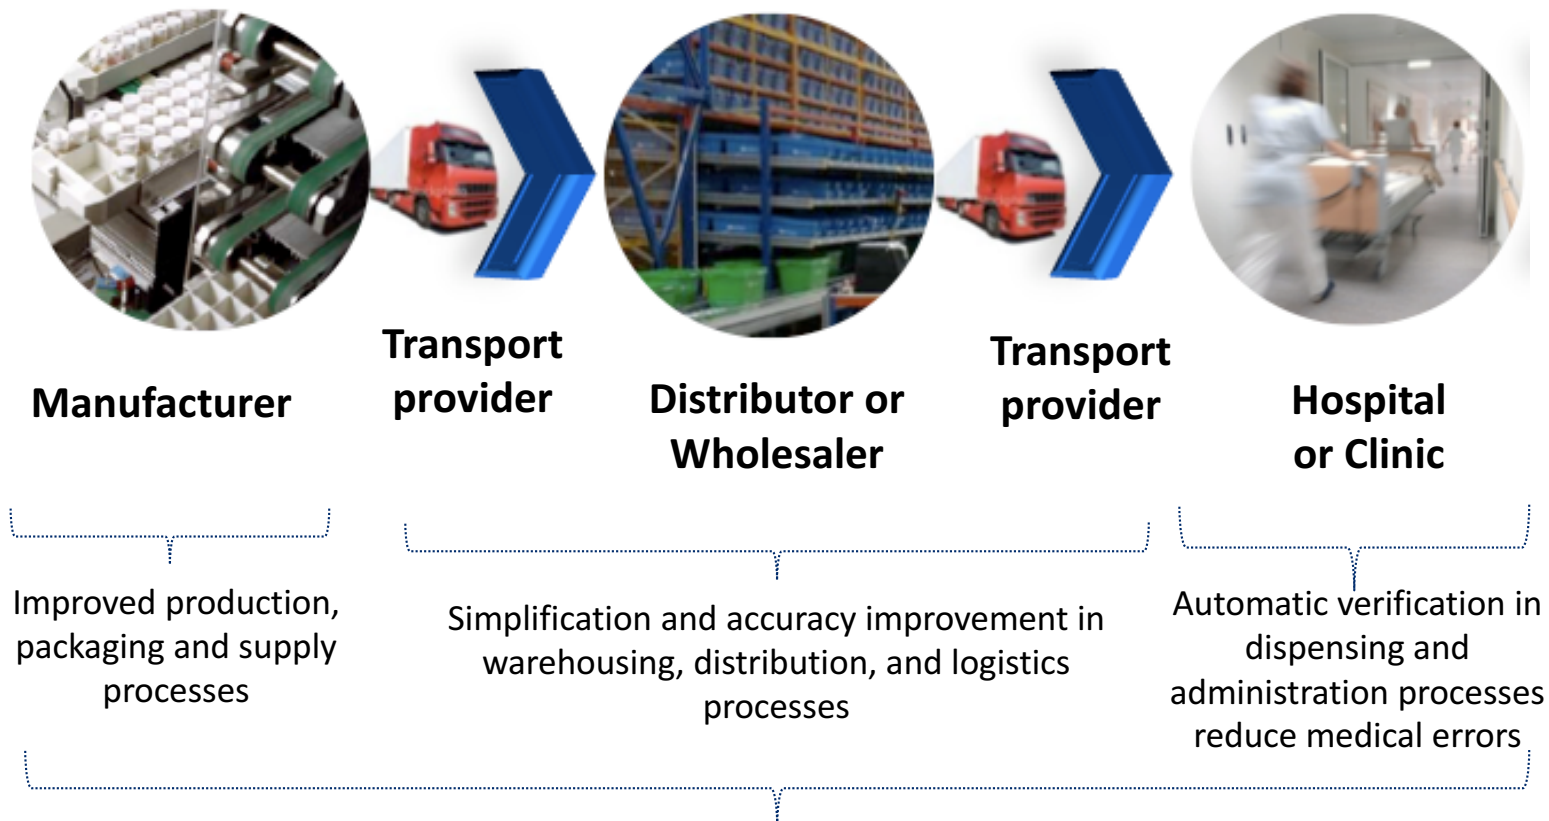 Manufacturer
Transport
provider
Distributor or
Wholesaler
Transport
provider
Hospital
or Clinic
Improved production,
packaging and supply
processes
Simplification and accuracy improvement in
warehousing, distribution, and logistics
processes
Automatic verification in
dispensing and
administration processes
reduce medical errors